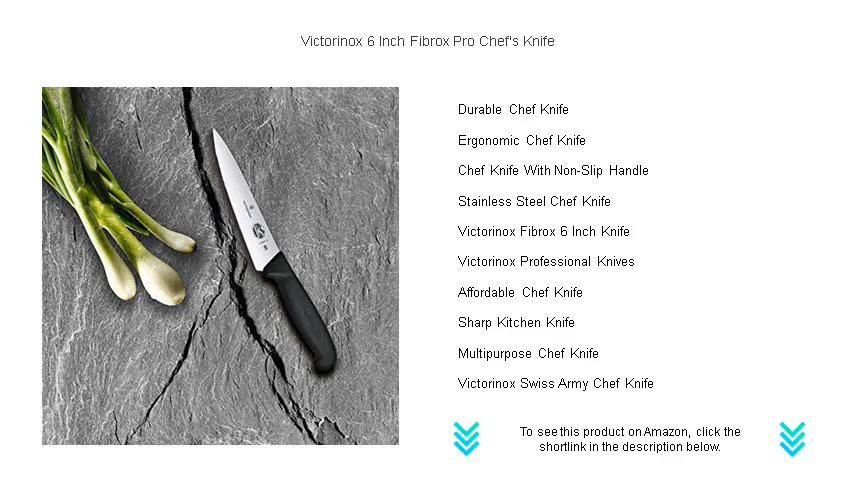 Victorinox 6 Inch Fibrox Pro Chef's Knife
Durable Chef Knife
Ergonomic Chef Knife
Chef Knife With Non-Slip Handle
Stainless Steel Chef Knife
Victorinox Fibrox 6 Inch Knife
Victorinox Professional Knives
Affordable Chef Knife
Sharp Kitchen Knife
Multipurpose Chef Knife
Victorinox Swiss Army Chef Knife
To see this product on Amazon, click the
shortlink in the description below.